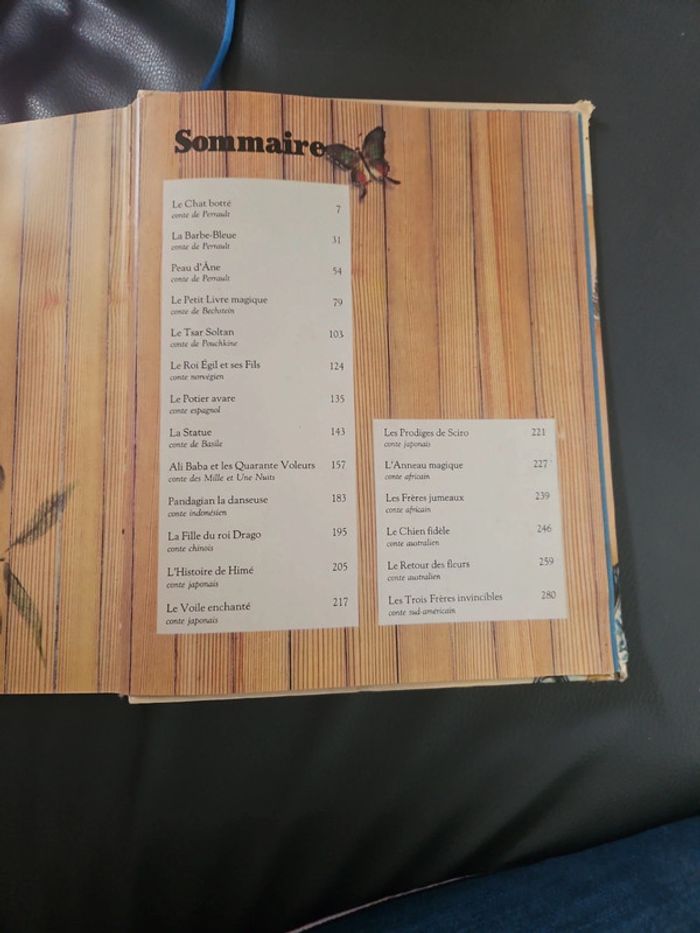 Sommaire
Le Chat botté 7
conte de Perrault
La Barbe-Bleue 31
conte de Perrault
Peau d'Âne 54
conte de Perrault
Le Petit Livre magique 79
conte de Bechstein
Le Tsar Soltan 103
conte de Pouchkine
Le Roi Égil et ses Fils 124
conte norvégien
Le Potier avare 135
conte espagnol
La Statue 143
conte de Basile
Ali Baba et les Quarante Voleurs 157
conte des Mille et Une Nuits
Pandagian la danseuse 183
conte indonésien
La Fille du roi Drago 195
conte chinois
L'Histoire de Himé 205
conte japonais
Le Voile enchanté 217
conte japonais
Les Prodiges de Sciro 221
conte japonais
L'Anneau magique 227
conte africain
Les Frères jumeaux 239
conte africain
Le Chien fidèle 246
conte australien
Le Retour des fleurs 259
conte australien
Les Trois Frères invincibles 280
conte sud-américain